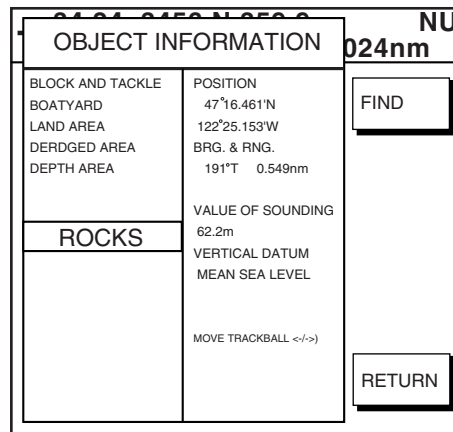 NU
024nm
OBJECT INFORMATION
BLOCK AND TACKLE
BOATYARD
LAND AREA
DERDGED AREA
DEPTH AREA
ROCKS
POSITION
47°16.461'N
122°25.153'W
BRG. & RNG.
191°T 0.549nm
VALUE OF SOUNDING
62.2m
VERTICAL DATUM
MEAN SEA LEVEL
MOVE TRACKBALL <-/->)
FIND
RETURN